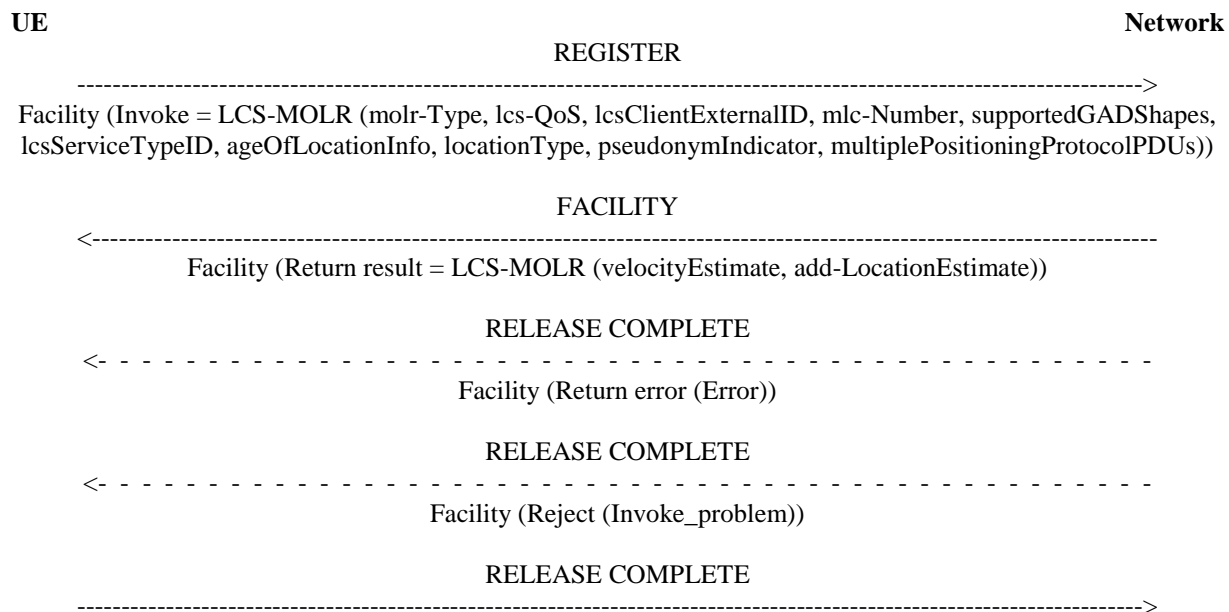 UE Network
REGISTER
------------------------------------------------------------------------------------------------------------------------>
Facility (Invoke = LCS-MOLR (molr-Type, lcs-QoS, lcsClientExternalID, mlc-Number, supportedGADShapes,
lcsServiceTypeID, ageOfLocationInfo, locationType, pseudonymIndicator, multiplePositioningProtocolPDUs))
FACILITY
<------------------------------------------------------------------------------------------------------------------------
Facility (Return result = LCS-MOLR (velocityEstimate, add-LocationEstimate))
RELEASE COMPLETE
<- - - - - - - - - - - - - - - - - - - - - - - - - - - - - - - - - - - - - - - - - - - - - - - - -
Facility (Return error (Error))
RELEASE COMPLETE
<- - - - - - - - - - - - - - - - - - - - - - - - - - - - - - - - - - - - - - - - - - - - - - - - -
Facility (Reject (Invoke_problem))
RELEASE COMPLETE
------------------------------------------------------------------------------------------------------------------------>